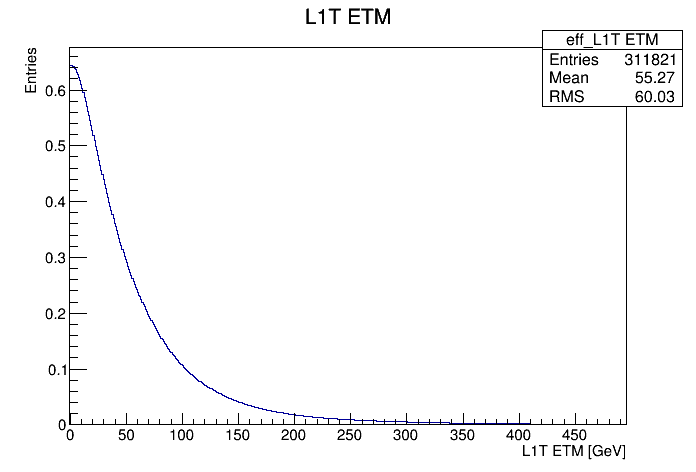 L1T ETM
eff_L1T ETM
Entries 311821
Mean 55.27
RMS 60.03
Entries
0.6
0.5
0.4
0.3
0.2
0.1
0
0 50 100 150 200 250 300 350 400 450
L1T ETM [GeV]